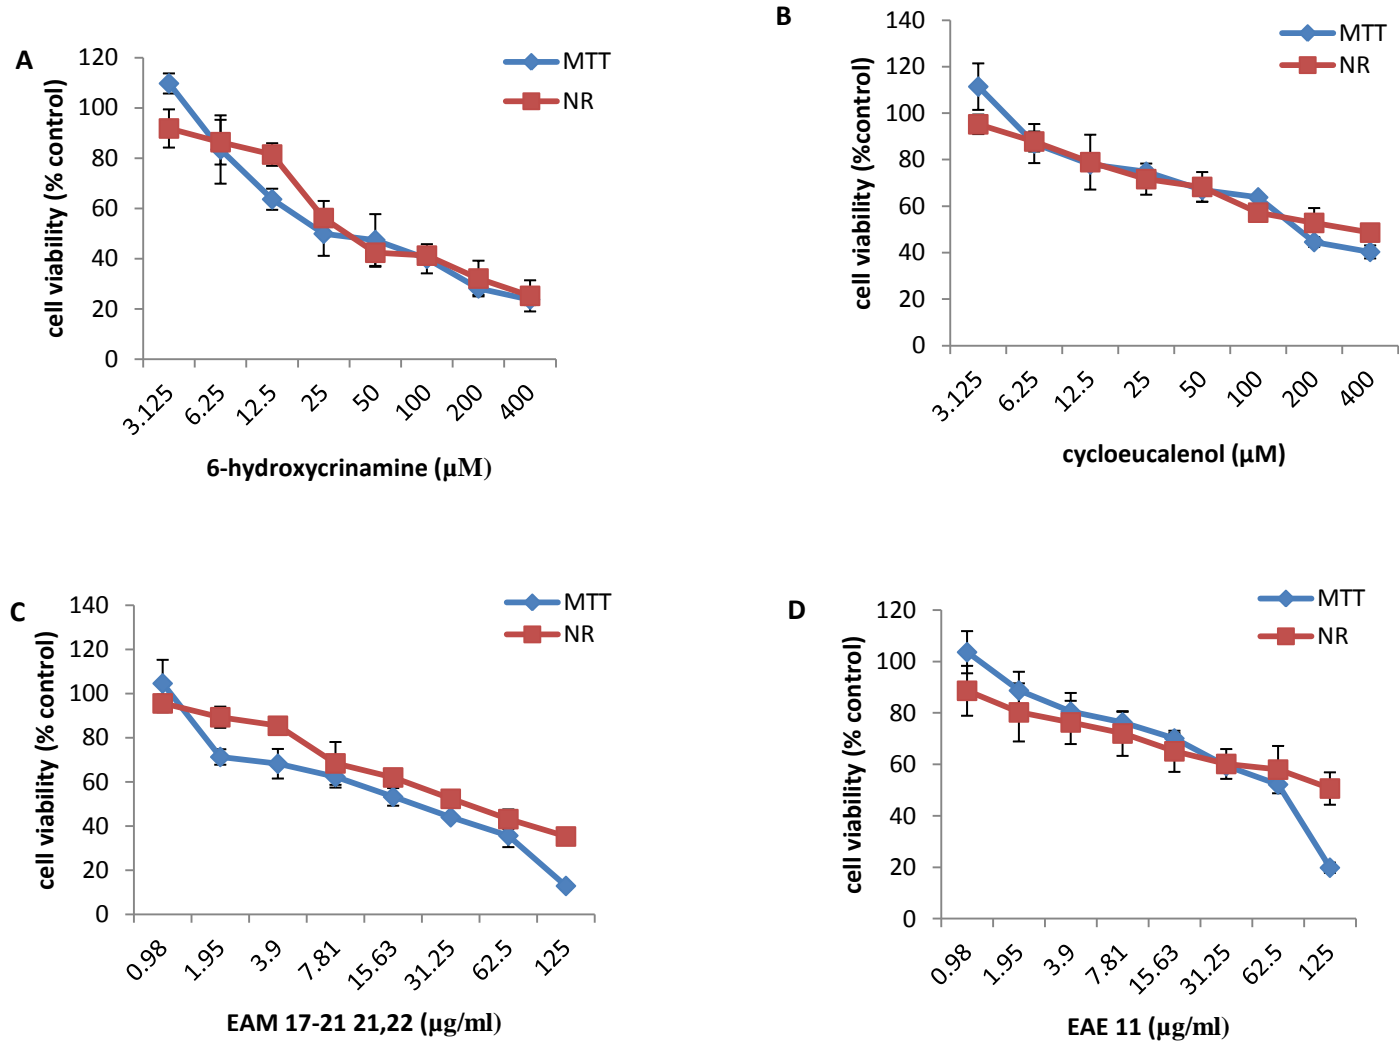 A
cell viability (% control)
120
100
80
60
40
20
0
3.125 6.25 12.5 25 50 100 200 400
6-hydroxycrinamine (µM)
MTT
NR
B
cell viability (%control)
140
120
100
80
60
40
20
0
3.125 6.25 12.5 25 50 100 200 400
cycloeucalenol (µM)
MTT
NR
C
cell viability (% control)
140
120
100
80
60
40
20
0
0.98 1.95 3.9 7.81 15.63 31.25 62.5 125
EAM 17-21 21,22 (µg/ml)
MTT
NR
D
cell viability (% control)
120
100
80
60
40
20
0
0.98 1.95 3.9 7.81 15.63 31.25 62.5 125
EAE 11 (µg/ml)
MTT
NR